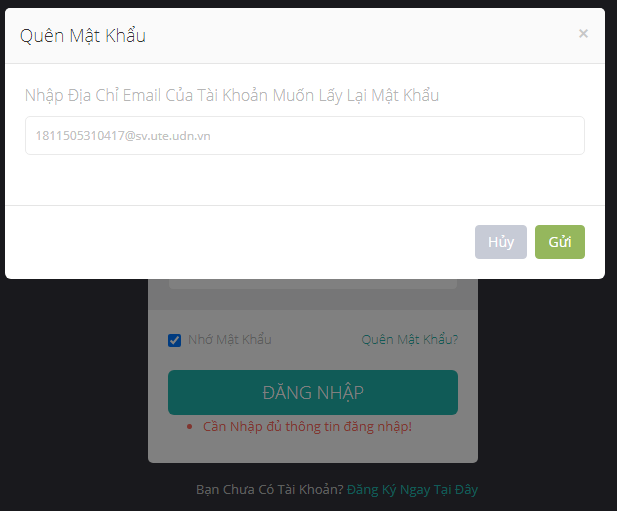 Quên Mật Khẩu
×
Nhập Địa Chỉ Email Của Tài Khoản Muốn Lấy Lại Mật Khẩu
1811505310417@sv.ute.udn.vn
Hủy Gửi
Nhớ Mật Khẩu Quên Mật Khẩu?
ĐĂNG NHẬP
Cần Nhập đủ thông tin đăng nhập!
Bạn Chưa Có Tài Khoản? Đăng Ký Ngay Tại Đây